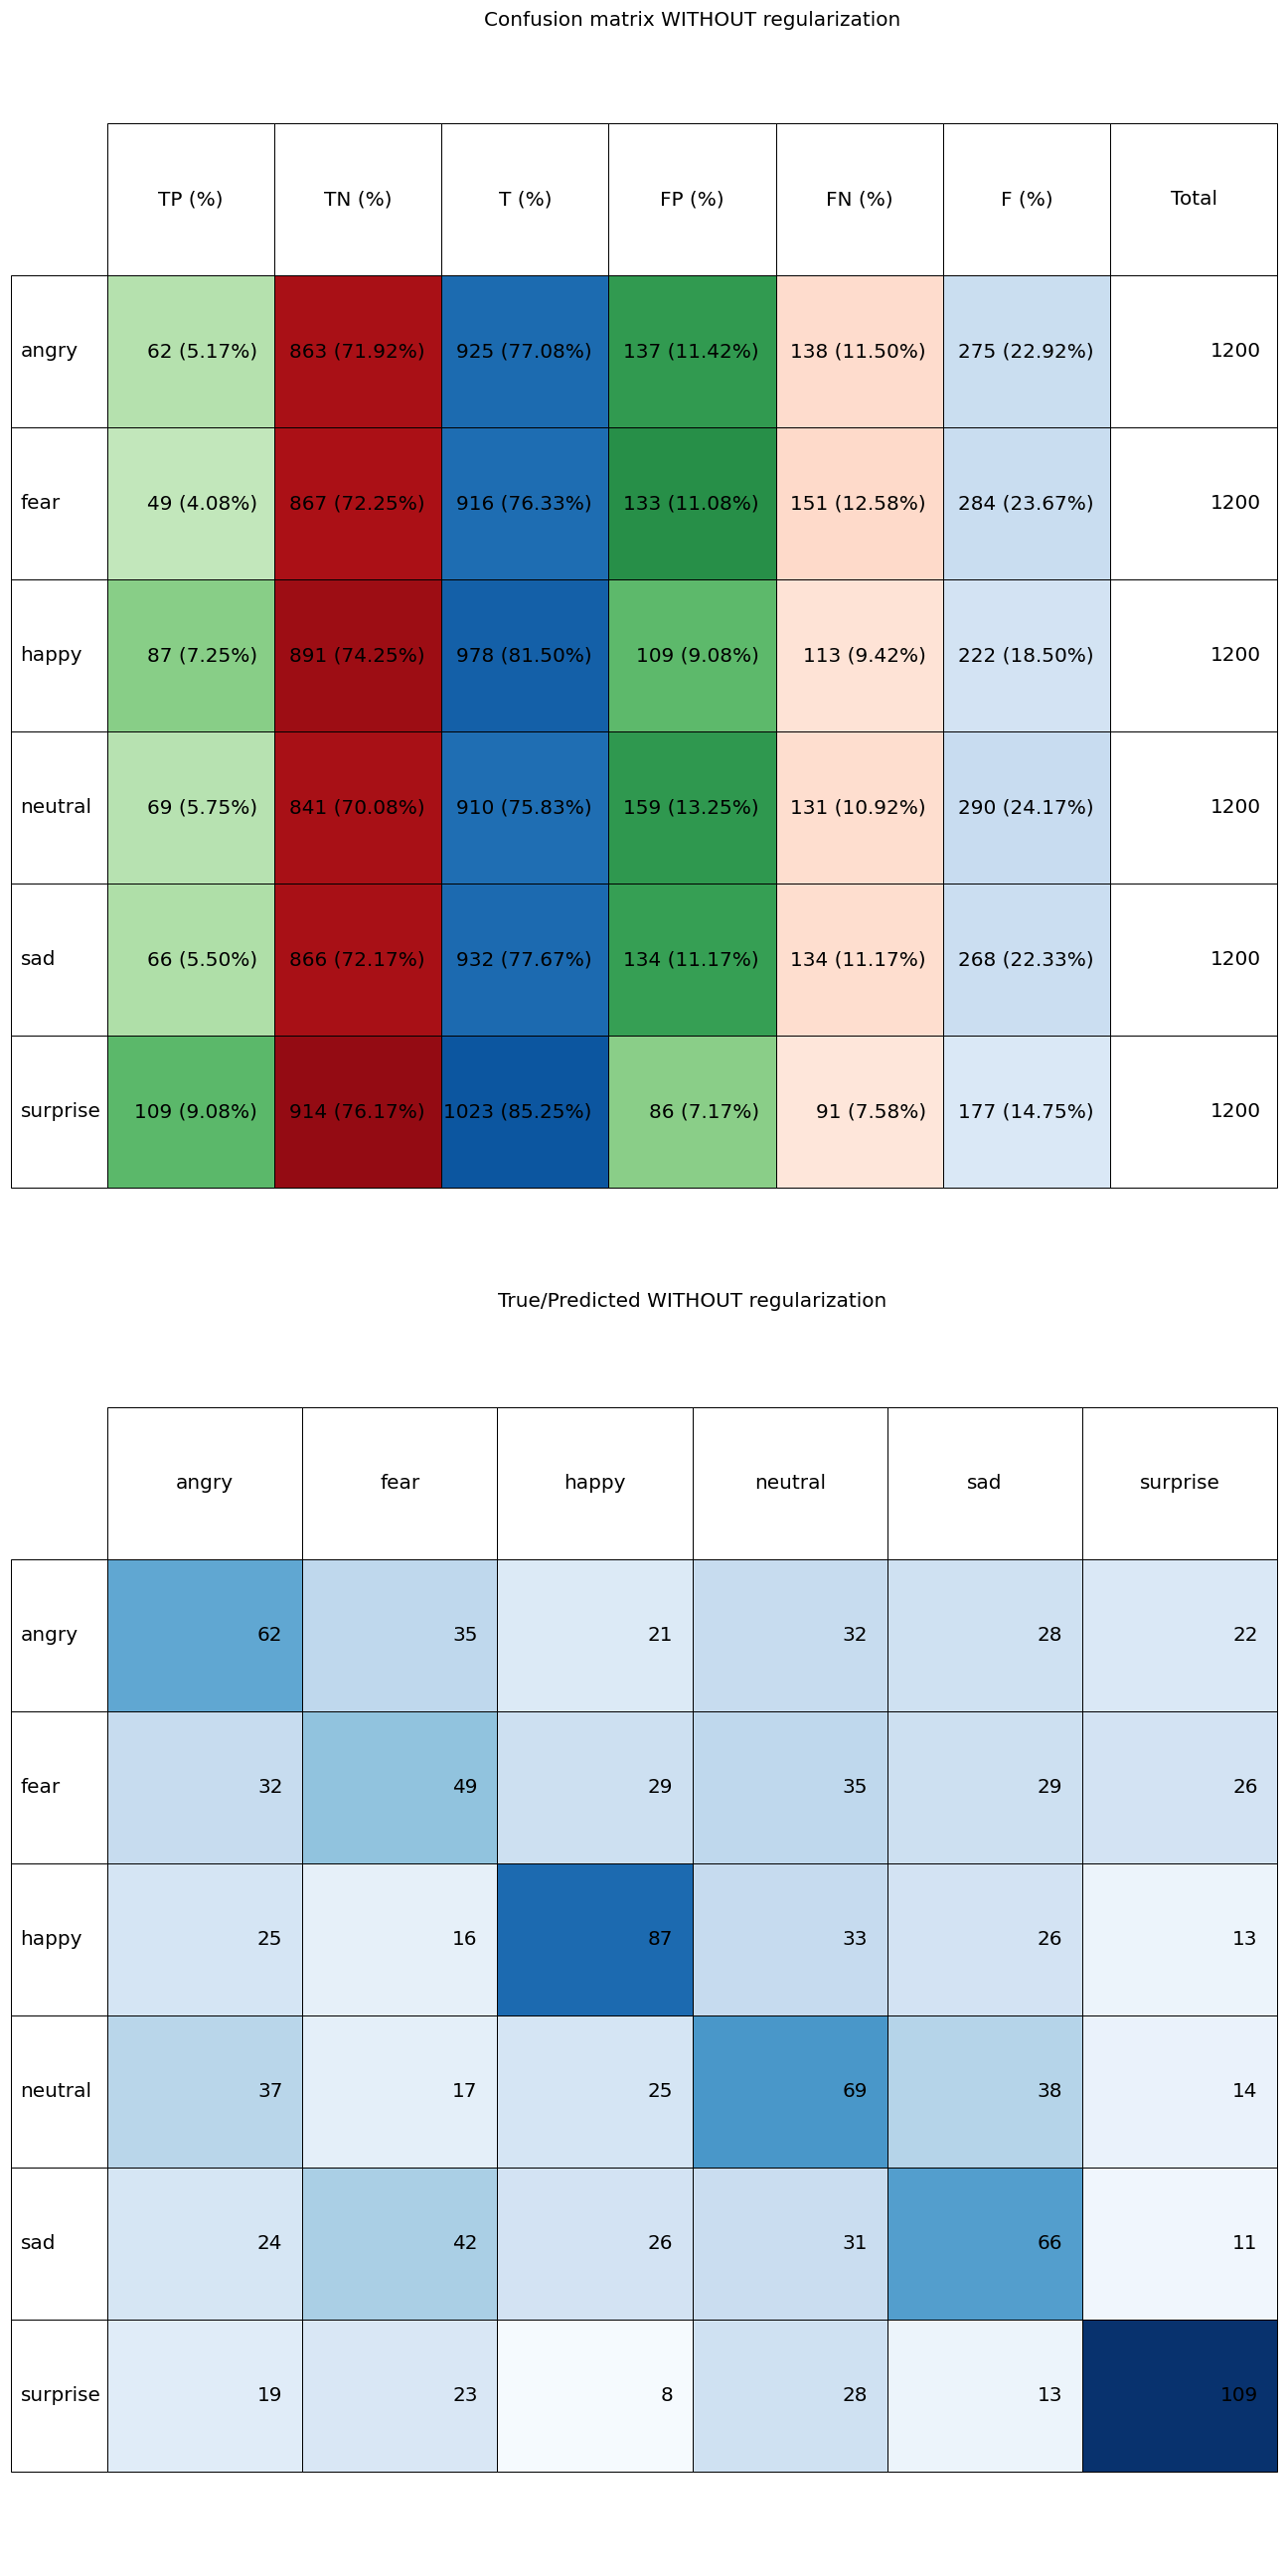 Confusion matrix WITHOUT regularization
TP (%) TN (%) T (%) FP (%) FN (%) F (%) Total
angry 62 (5.17%) 863 (71.92%) 925 (77.08%) 137 (11.42%) 138 (11.50%) 275 (22.92%) 1200
fear 49 (4.08%) 867 (72.25%) 916 (76.33%) 133 (11.08%) 151 (12.58%) 284 (23.67%) 1200
happy 87 (7.25%) 891 (74.25%) 978 (81.50%) 109 (9.08%) 113 (9.42%) 222 (18.50%) 1200
neutral 69 (5.75%) 841 (70.08%) 910 (75.83%) 159 (13.25%) 131 (10.92%) 290 (24.17%) 1200
sad 66 (5.50%) 866 (72.17%) 932 (77.67%) 134 (11.17%) 134 (11.17%) 268 (22.33%) 1200
surprise 109 (9.08%) 914 (76.17%) 1023 (85.25%) 86 (7.17%) 91 (7.58%) 177 (14.75%) 1200
True/Predicted WITHOUT regularization
angry fear happy neutral sad surprise
angry 62 35 21 32 28 22
fear 32 49 29 35 29 26
happy 25 16 87 33 26 13
neutral 37 17 25 69 38 14
sad 24 42 26 31 66 11
surprise 19 23 8 28 13 109